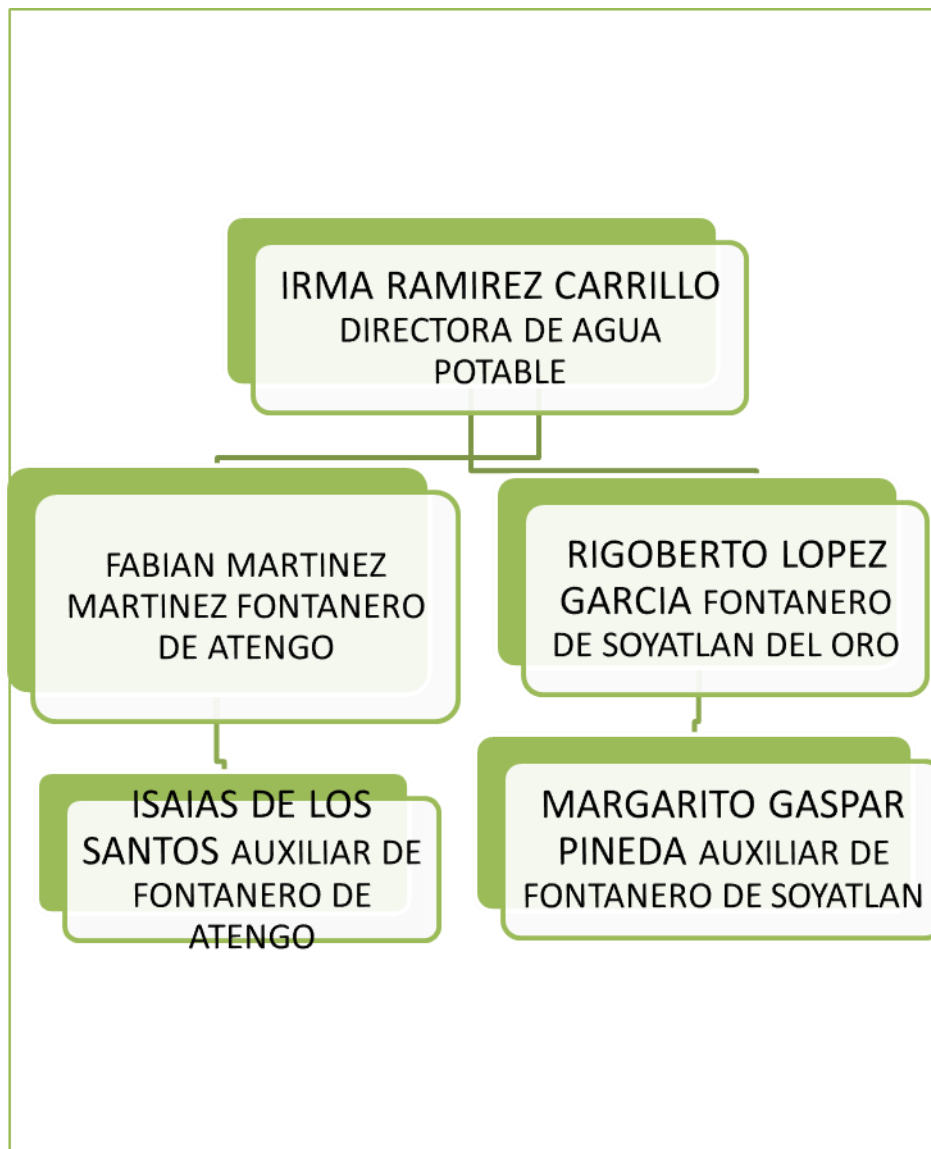 IRMA RAMIREZ CARRILLO
DIRECTORA DE AGUA
POTABLE
FABIAN MARTINEZ
MARTINEZ FONTANERO
DE ATENGO
RIGOBERTO LOPEZ
GARCIA FONTANERO
DE SOYATLAN DEL ORO
ISAIAS DE LOS
SANTOS AUXILIAR DE
FONTANERO DE
ATENGO
MARGARITO GASPAR
PINEDA AUXILIAR DE
FONTANERO DE SOYATLAN